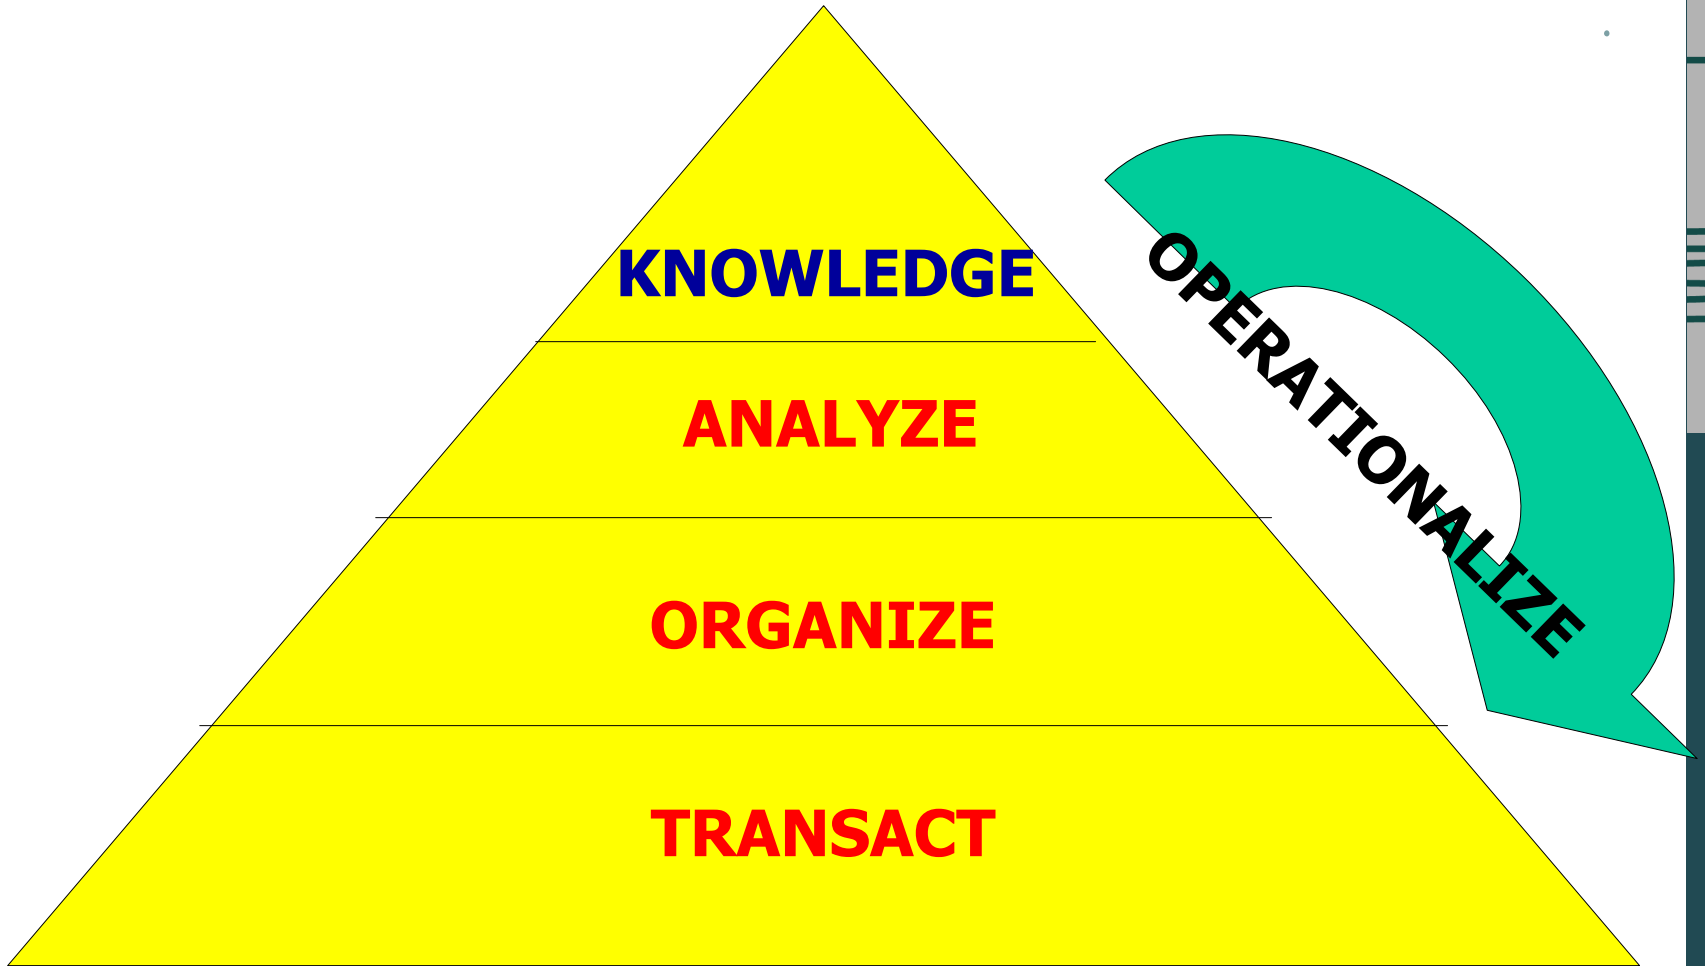 KNOWLEDGE
OPERATIONALIZE
ANALYZE
ORGANIZE
TRANSACT